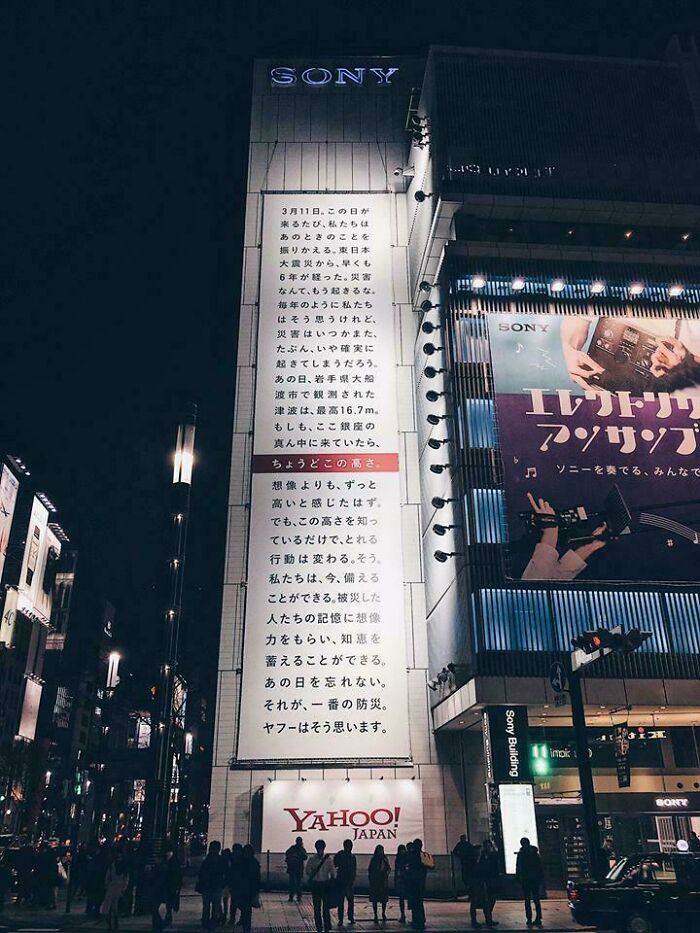 SONY
3月11日。この日が
来るたび、私たちは
あのときのことを
振りかえる。東日本
大震災から、早くも
6年が経った。災害
なんて、もう起きるな。
毎年のように私たち
はそう思うけれど、
災害はいつかまた、
たぶん、いや確実に
起きてしまうだろう。
あの日、岩手県大船
渡市で観測された
津波は、最高16.7m。
もしも、ここ銀座の
真ん中に来ていたら、
ちょうどこの高さ。
想像よりも、ずっと
高いと感じたはず。
でも、この高さを知っ
ているだけで、とれる
行動は変わる。そう。
私たちは、今、備える
ことができる。被災した
人たちの記憶に想像
力をもらい、知恵を
蓄えることができる。
あの日を忘れない。
それが、一番の防災。
ヤフーはそう思います。
YAHOO!
JAPAN
SONY
エレクトリック
アンサンブ
ソニーを奏でる、みんなで
Sony Building
SONY